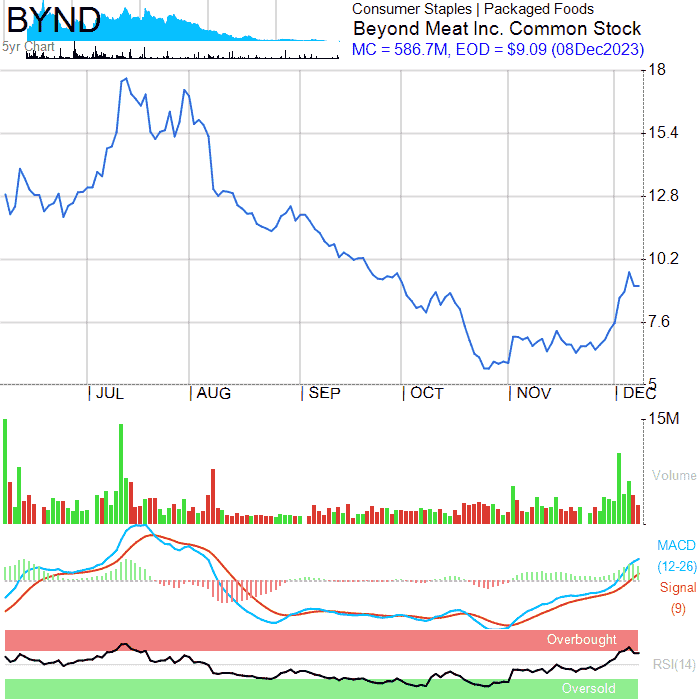 BYND
5yr Chart
Consumer Staples | Packaged Foods
Beyond Meat Inc. Common Stock
MC = 586.7M, EOD = $9.09 (08Dec2023)
18
15.4
12.8
10.2
7.6
5
JUL AUG SEP OCT NOV DEC
15M
Volume
MACD
(12-26)
Signal
(9)
Overbought
RSI(14)
Oversold